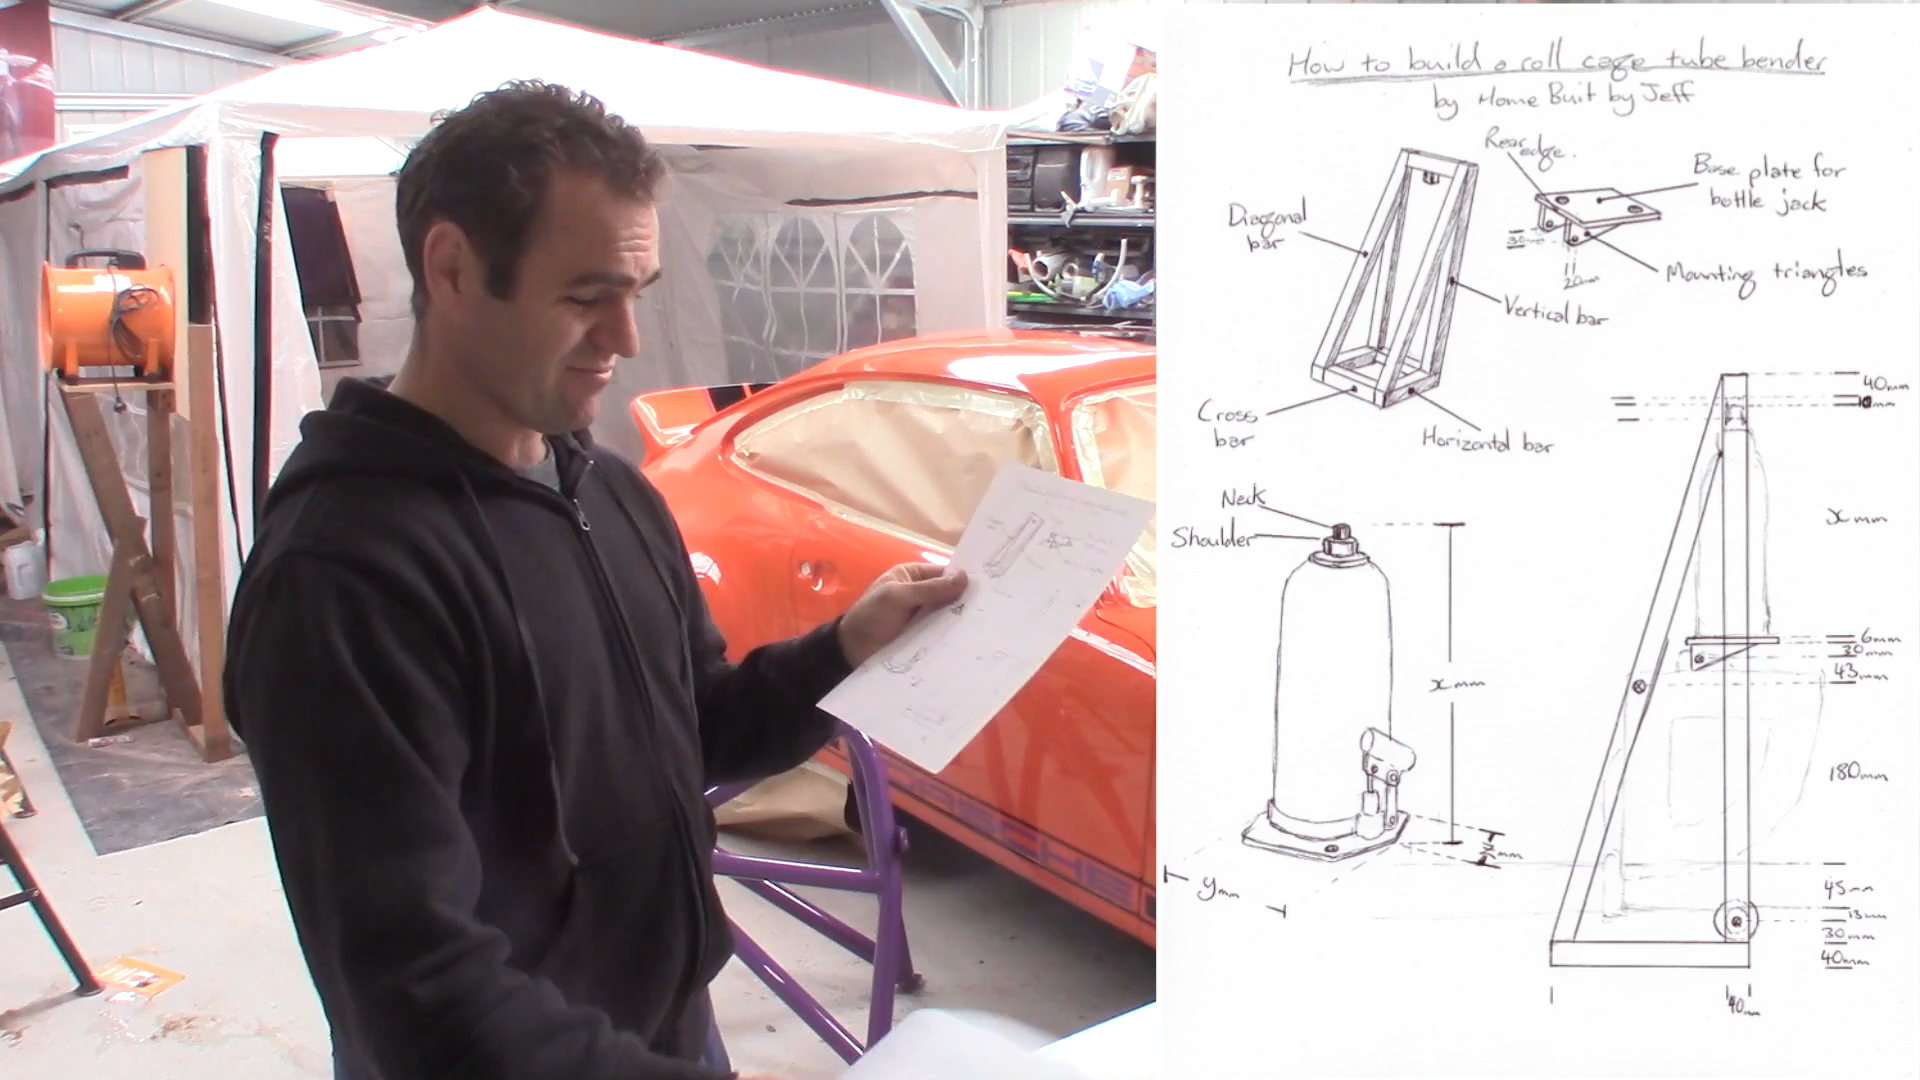 How to build a roll cage tube bender
by Home Buit by Jeff
Rear
edge.
Base plate for
bottle jack
Diagonal
bar
30mm
20mm
Mounting triangles
Vertical bar
Cross
bar
Horizontal bar
40mm
Neck
Shoulder
x mm
6mm
30mm
43mm
x mm
180mm
y mm
45mm
13mm
30mm
40mm
40mm
PORSCHE